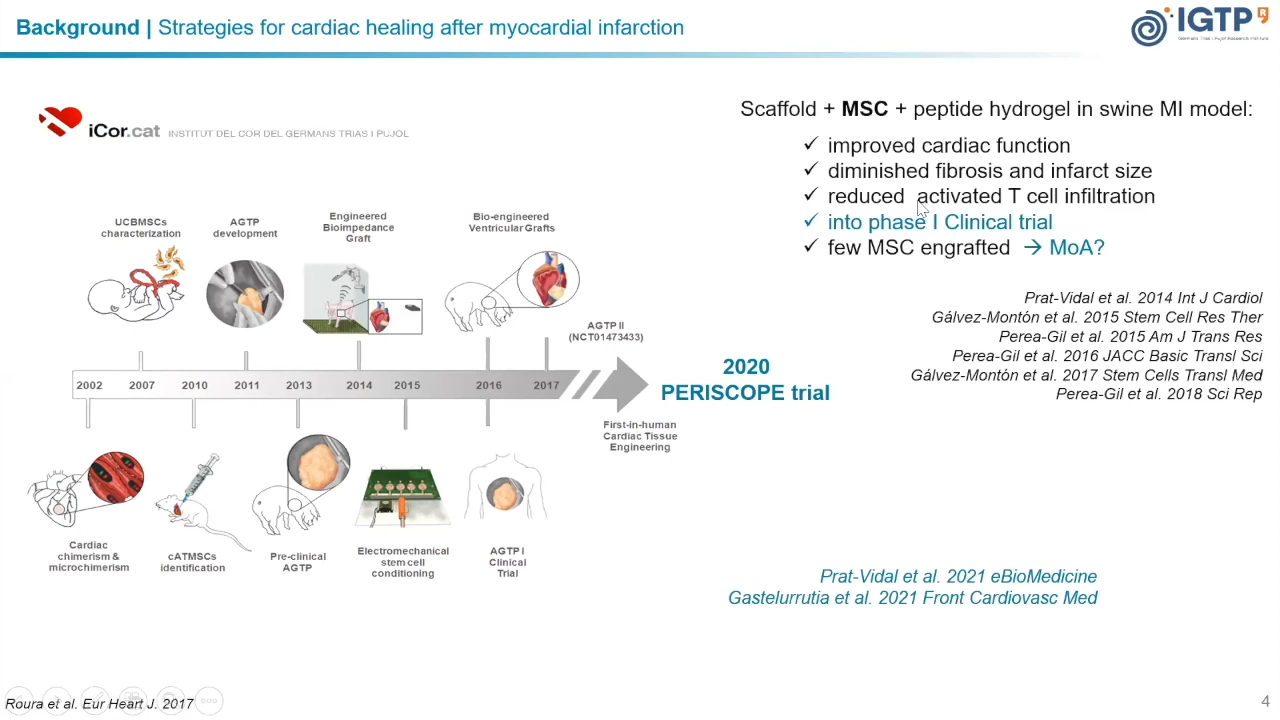 Background | Strategies for cardiac healing after myocardial infarction
IGTP
Germans Trias i Pujol Research Institute
iCor.cat INSTITUT DEL COR DEL GERMANS TRIAS I PUJOL
Scaffold + MSC + peptide hydrogel in swine MI model:
✓ improved cardiac function
✓ diminished fibrosis and infarct size
✓ reduced activated T cell infiltration
✓ into phase I Clinical trial
✓ few MSC engrafted → MoA?
Prat-Vidal et al. 2014 Int J Cardiol
Gálvez-Montón et al. 2015 Stem Cell Res Ther
Perea-Gil et al. 2015 Am J Trans Res
Perea-Gil et al. 2016 JACC Basic Transl Sci
Gálvez-Montón et al. 2017 Stem Cells Transl Med
Perea-Gil et al. 2018 Sci Rep
UCBMSCs
characterization
AGTP
development
Engineered
Bioimpedance
Graft
Bio-engineered
Ventricular Grafts
AGTP II
(NCT01473433)
2002 2007 2010 2011 2013 2014 2015 2016 2017
2020
PERISCOPE trial
First-in-human
Cardiac Tissue
Engineering
Cardiac
chimerism &
microchimerism
cATMSCs
identification
Pre-clinical
AGTP
Electromechanical
stem cell
conditioning
AGTP I
Clinical
Trial
Prat-Vidal et al. 2021 eBioMedicine
Gastelurrutia et al. 2021 Front Cardiovasc Med
Roura et al. Eur Heart J. 2017
4